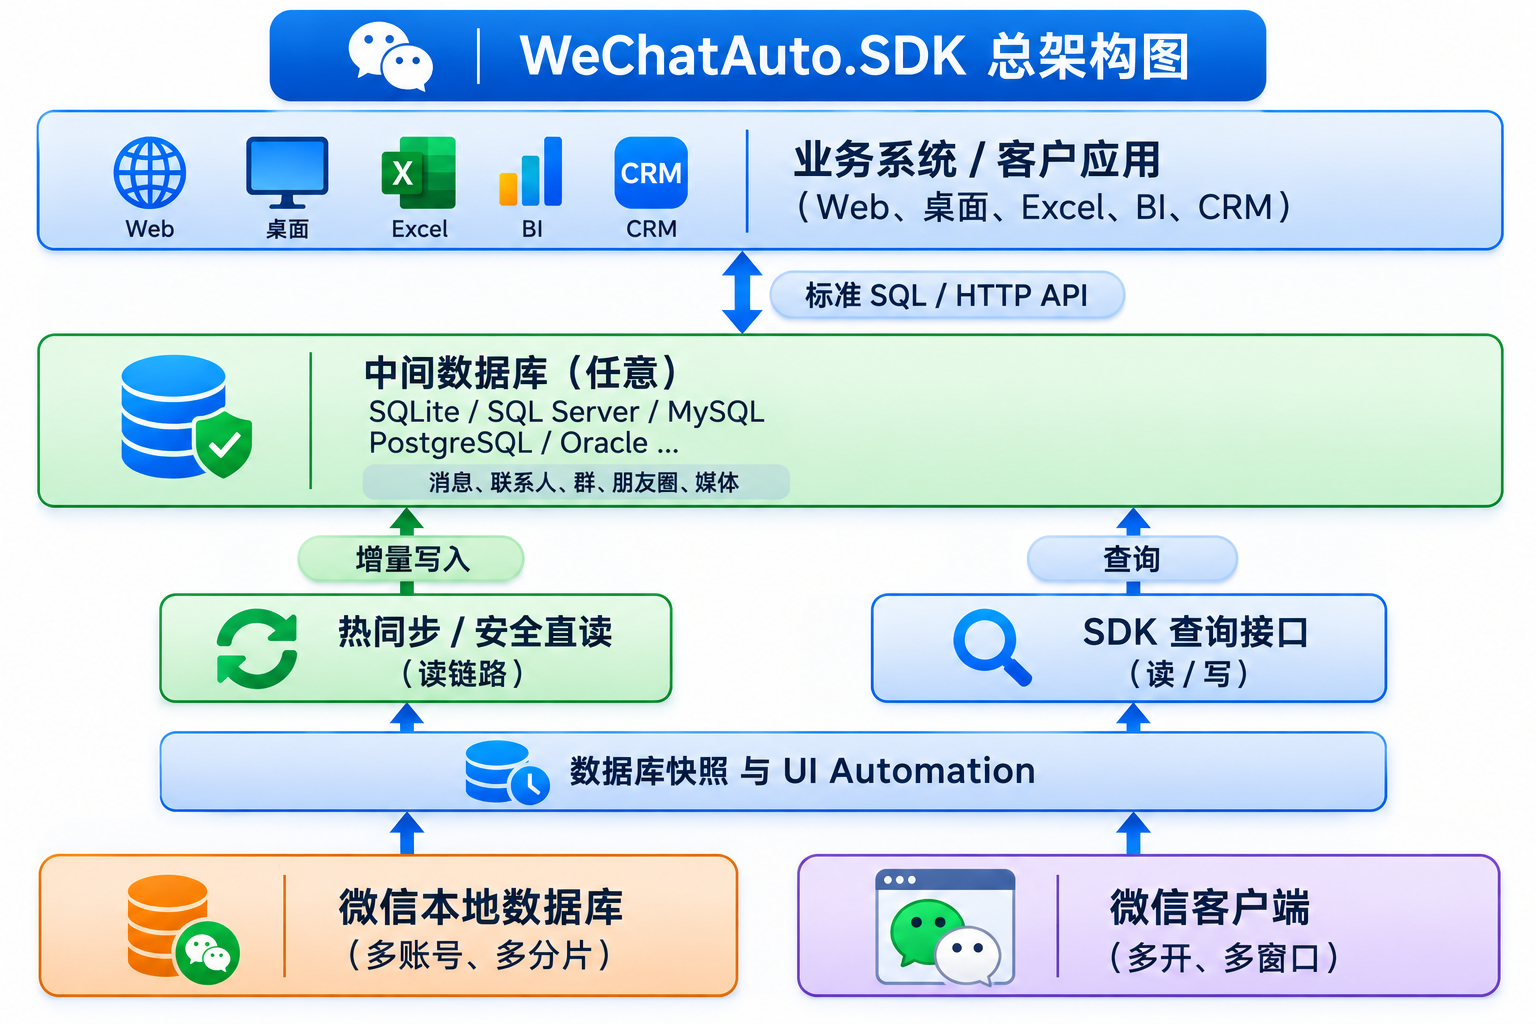 WeChatAuto.SDK 总架构图
Web
桌面
X
Excel
BI
CRM
CRM
业务系统 / 客户应用
（Web、桌面、Excel、BI、CRM）
标准 SQL / HTTP API
中间数据库（任意）
SQLite / SQL Server / MySQL
PostgreSQL / Oracle ...
消息、联系人、群、朋友圈、媒体
增量写入
查询
热同步 / 安全直读
（读链路）
SDK 查询接口
（读 / 写）
数据库快照 与 UI Automation
微信本地数据库
（多账号、多分片）
微信客户端
（多开、多窗口）